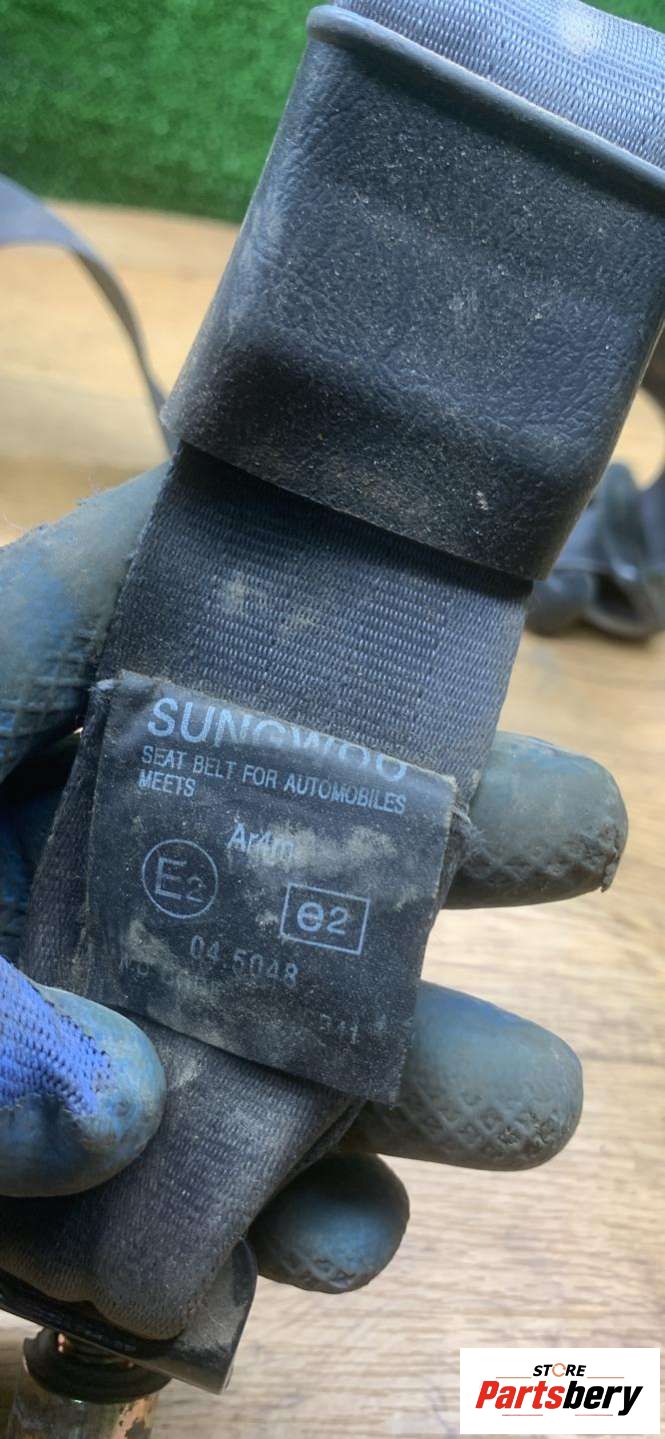 SUNGWOO
SEAT BELT FOR AUTOMOBILES
MEETS
Ar4m
E2
e2
04 5048
STORE
Partsbery